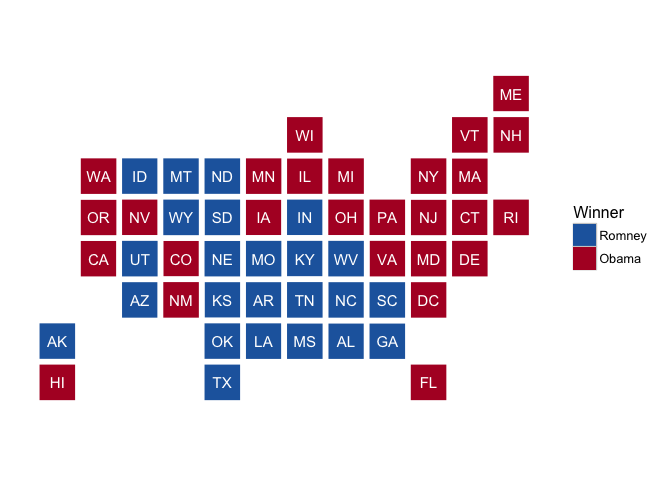 ME
WI VT NH
WA ID MT ND MN IL MI NY MA
OR NV WY SD IA IN OH PA NJ CT RI
CA UT CO NE MO KY WV VA MD DE
AZ NM KS AR TN NC SC DC
AK OK LA MS AL GA
HI TX FL
Winner
Romney
Obama